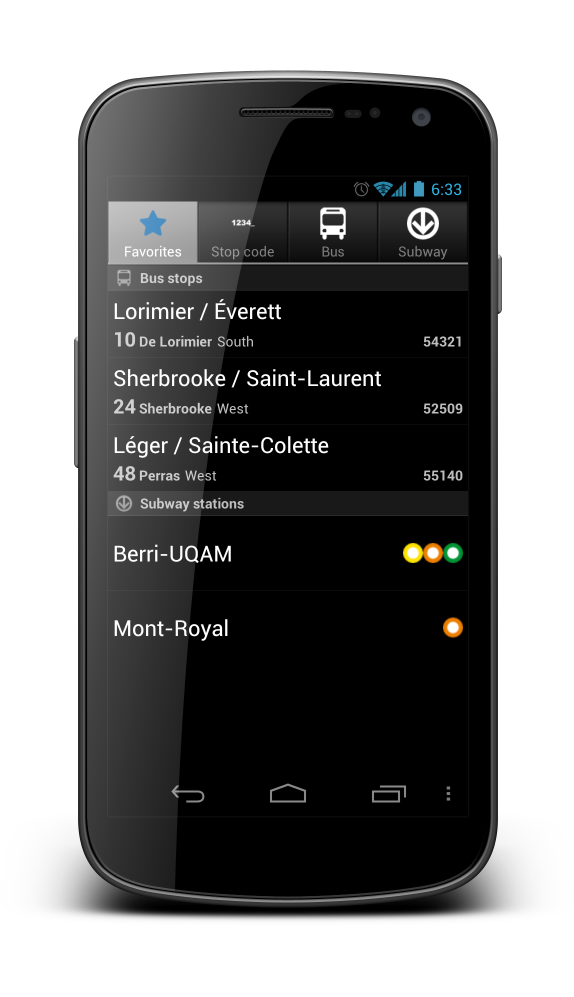 6:33
1234_
Favorites Stop code Bus Subway
Bus stops
Lorimier / Éverett
10 De Lorimier South 54321
Sherbrooke / Saint-Laurent
24 Sherbrooke West 52509
Léger / Sainte-Colette
48 Perras West 55140
Subway stations
Berri-UQAM
Mont-Royal